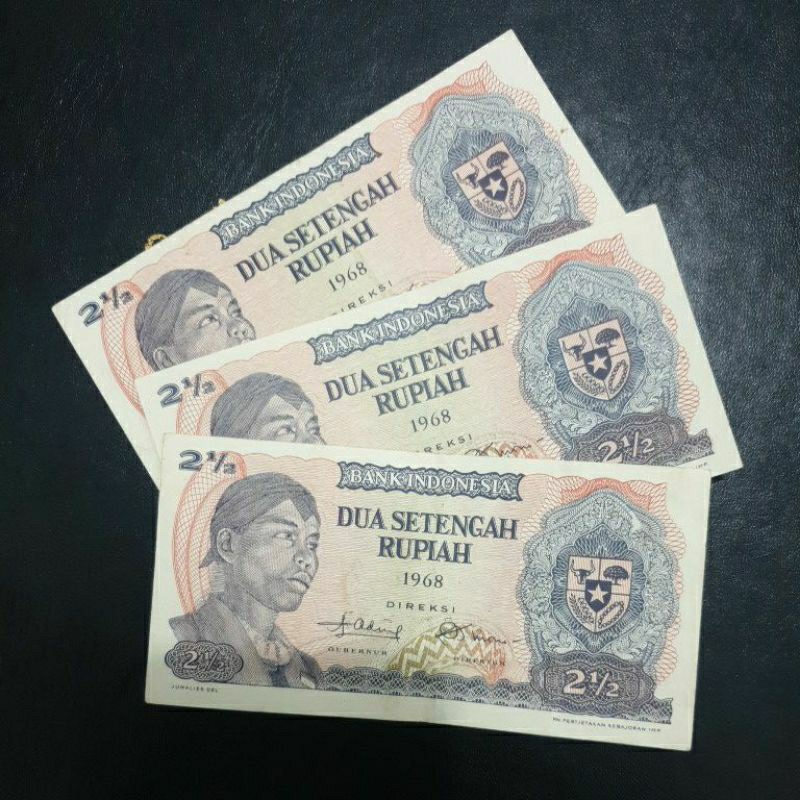 BANK INDONESIA
DUA SETENGAH
RUPIAH
1968
DIREKSI
2½
BANK INDONESIA
DUA SETENGAH
RUPIAH
1968
DIREKSI
2½
2½
2½
BANK INDONESIA
DUA SETENGAH
RUPIAH
1968
DIREKSI
GUBERNUR
DIREKTUR
2½
2½
JUNALIES DEL.
PN. PERTJETAKAN KEBAJORAN IMP.